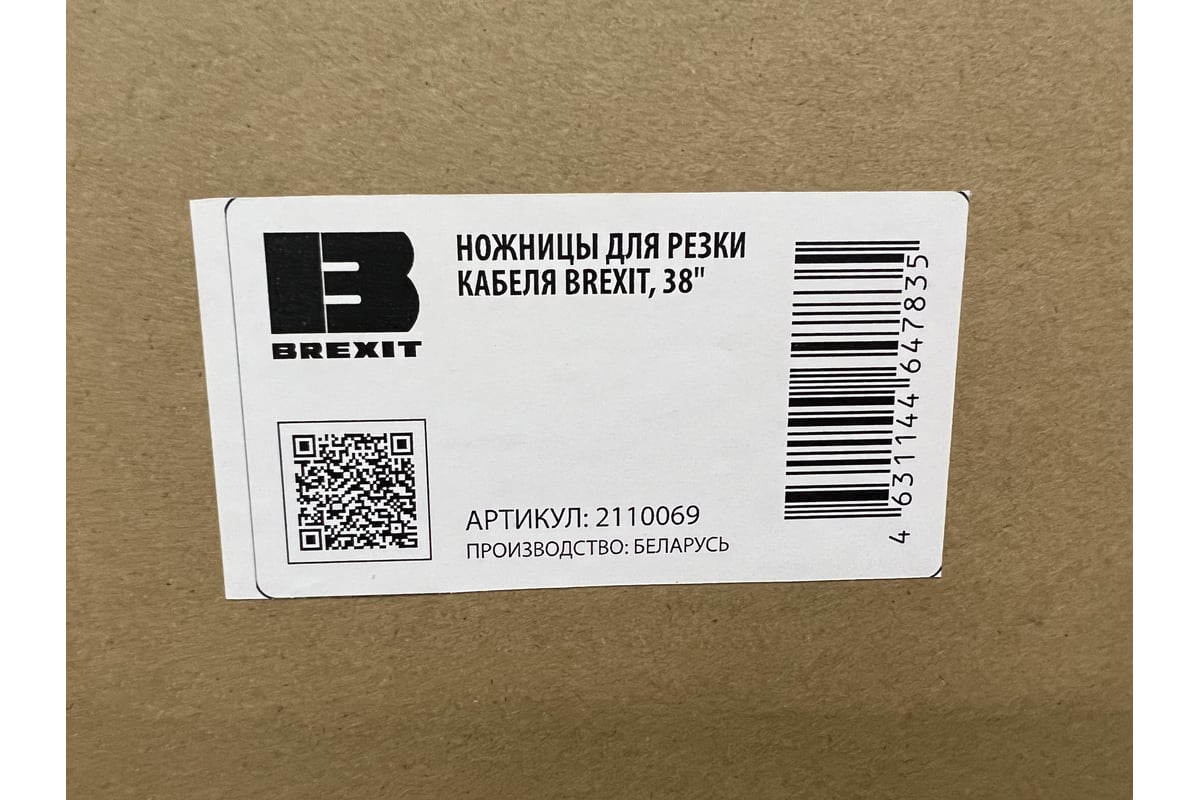 BREXIT
НОЖНИЦЫ ДЛЯ РЕЗКИ
КАБЕЛЯ BREXIT, 38"
АРТИКУЛ: 2110069
ПРОИЗВОДСТВО: БЕЛАРУСЬ
4 631144 647835